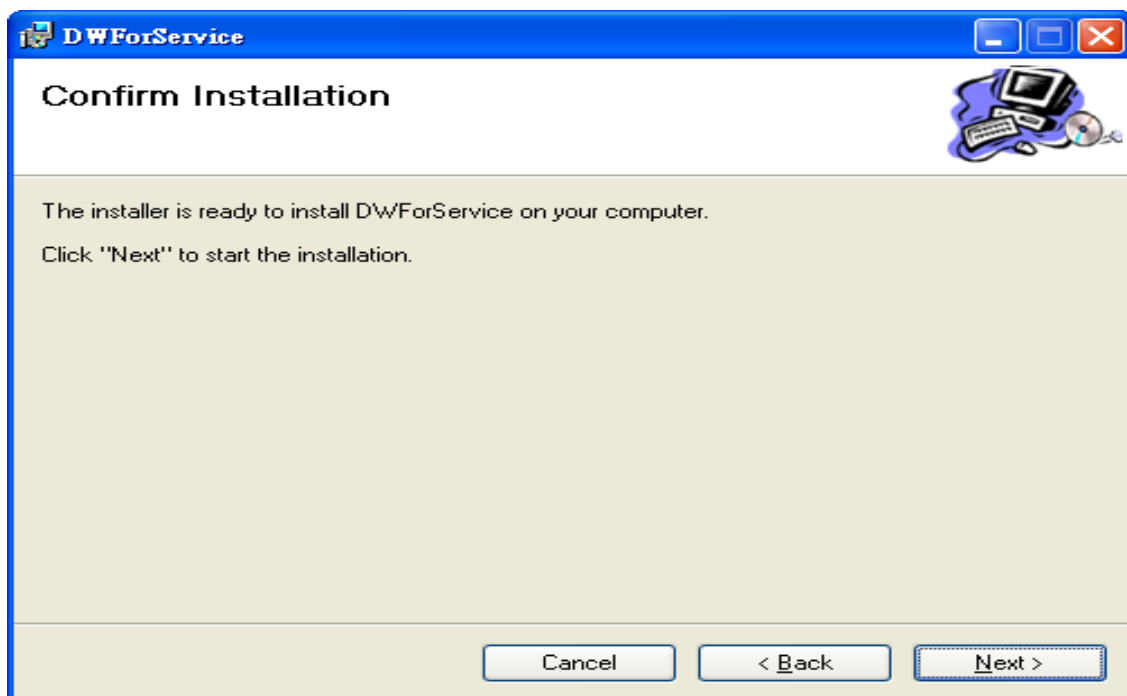 DWForService
Confirm Installation
The installer is ready to install DWForService on your computer.
Click "Next" to start the installation.
Cancel
< Back
Next >